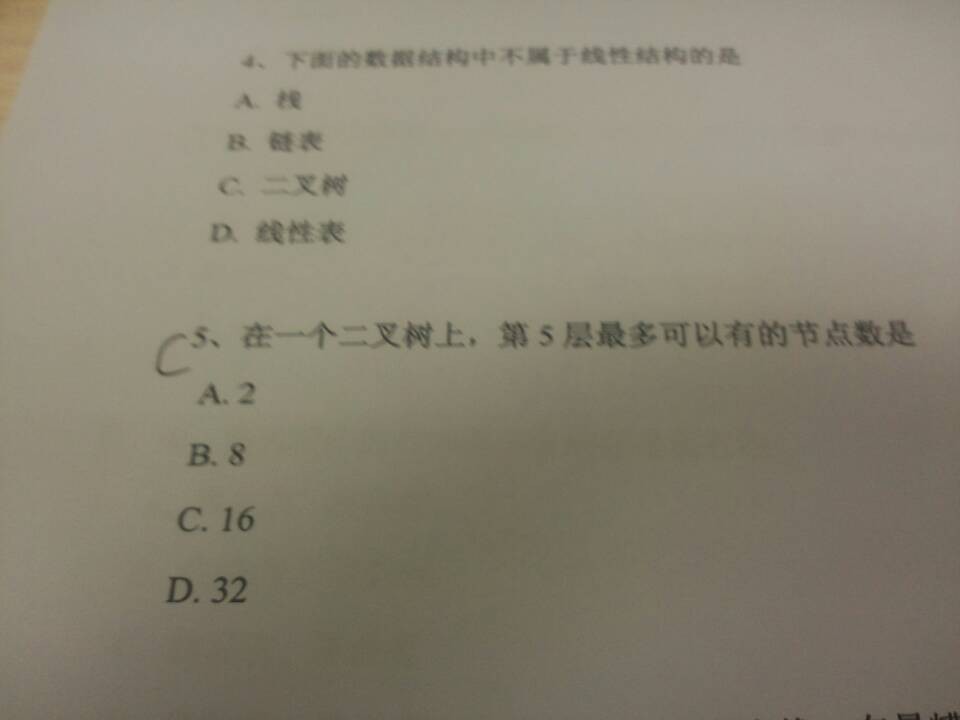 4、下面的数据结构中不属于线性结构的是
A. 栈
B. 链表
C. 二叉树
D. 线性表
C 5、在一个二叉树上，第 5 层最多可以有的节点数是
A. 2
B. 8
C. 16
D. 32